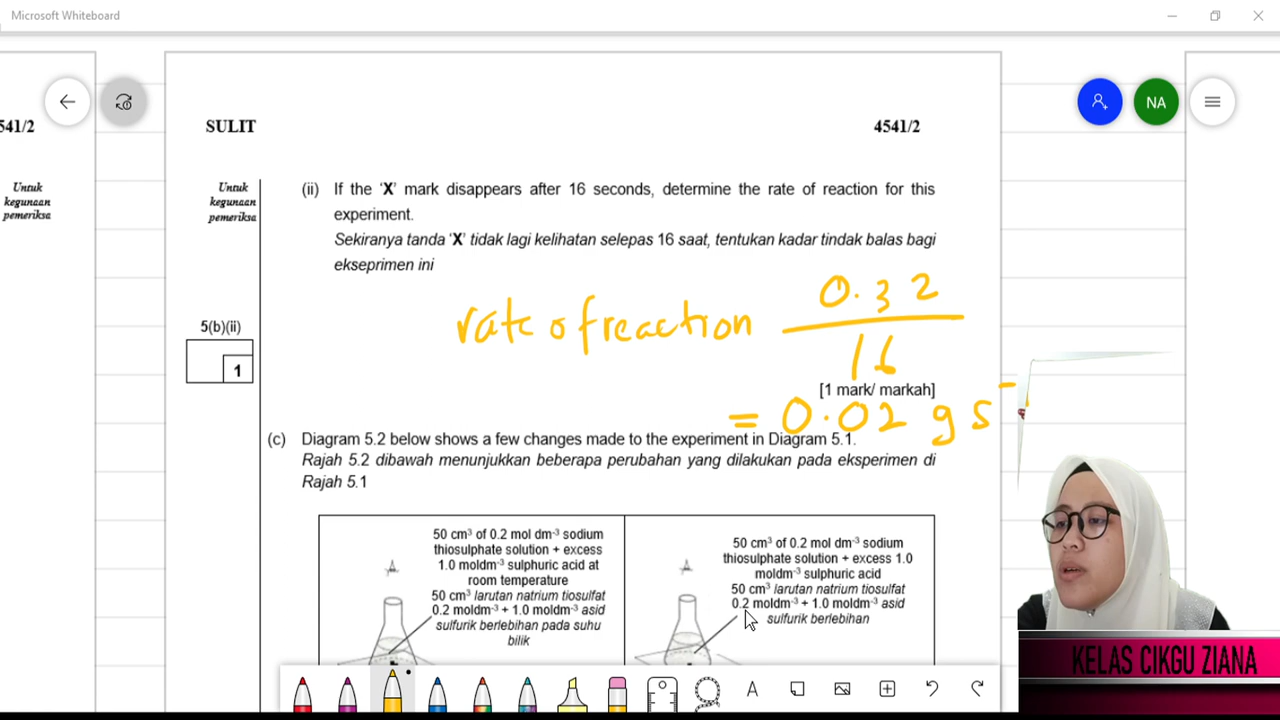 Microsoft Whiteboard
NA
541/2
SULIT
4541/2
Untuk
kegunaan
pemeriksa
Untuk
kegunaan
pemeriksa
(ii) If the 'X' mark disappears after 16 seconds, determine the rate of reaction for this
experiment.
Sekiranya tanda 'X' tidak lagi kelihatan selepas 16 saat, tentukan kadar tindak balas bagi
ekseprimen ini
rate of reaction 0.32
16
5(b)(ii)
1
[1 mark/ markah]
= 0.02 g s⁻
(c) Diagram 5.2 below shows a few changes made to the experiment in Diagram 5.1.
Rajah 5.2 dibawah menunjukkan beberapa perubahan yang dilakukan pada eksperimen di
Rajah 5.1
50 cm³ of 0.2 mol dm⁻³ sodium
thiosulphate solution + excess
1.0 moldm⁻³ sulphuric acid at
room temperature
50 cm³ larutan natrium tiosulfat
0.2 moldm⁻³ + 1.0 moldm⁻³ asid
sulfurik berlebihan pada suhu
bilik
50 cm³ of 0.2 mol dm⁻³ sodium
thiosulphate solution + excess 1.0
moldm⁻³ sulphuric acid
50 cm³ larutan natrium tiosulfat
0.2 moldm⁻³ + 1.0 moldm⁻³ asid
sulfurik berlebihan
KELAS CIKGU ZIANA